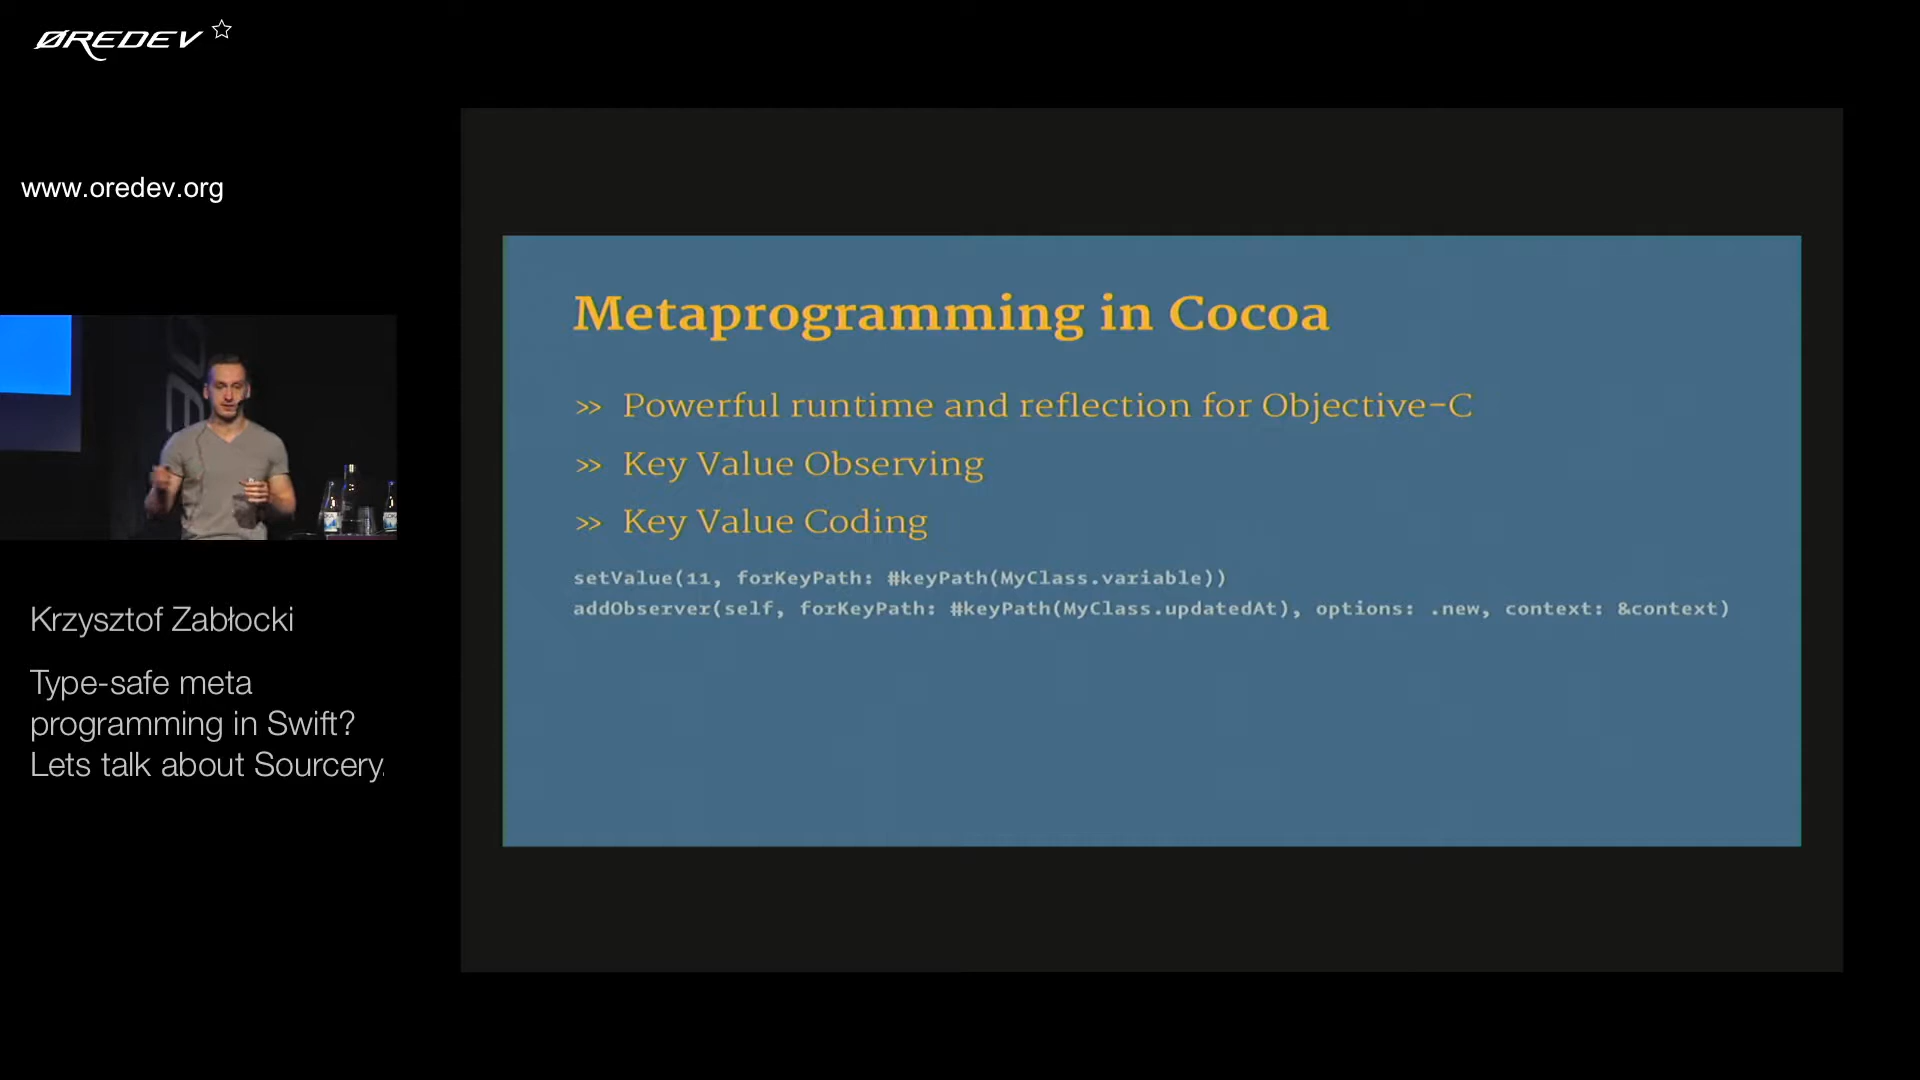 ØREDEV
www.oredev.org
Metaprogramming in Cocoa
>> Powerful runtime and reflection for Objective-C
>> Key Value Observing
>> Key Value Coding
setValue(11, forKeyPath: #keyPath(MyClass.variable))
addObserver(self, forKeyPath: #keyPath(MyClass.updatedAt), options: .new, context: &context)
Krzysztof Zabłocki
Type-safe meta
programming in Swift?
Lets talk about Sourcery.